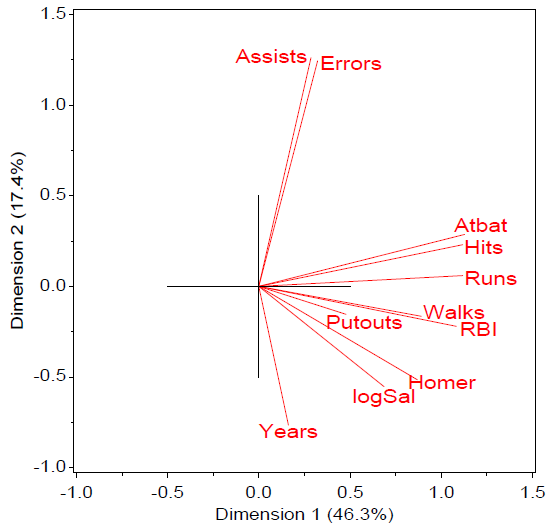 1.5
Assists
Errors
1.0
0.5
Atbat
Hits
Runs
0.0
Walks
Putouts
RBI
Homer
logSal
-0.5
Years
-1.0
Dimension 2 (17.4%)
-1.0 -0.5 0.0 0.5 1.0 1.5
Dimension 1 (46.3%)